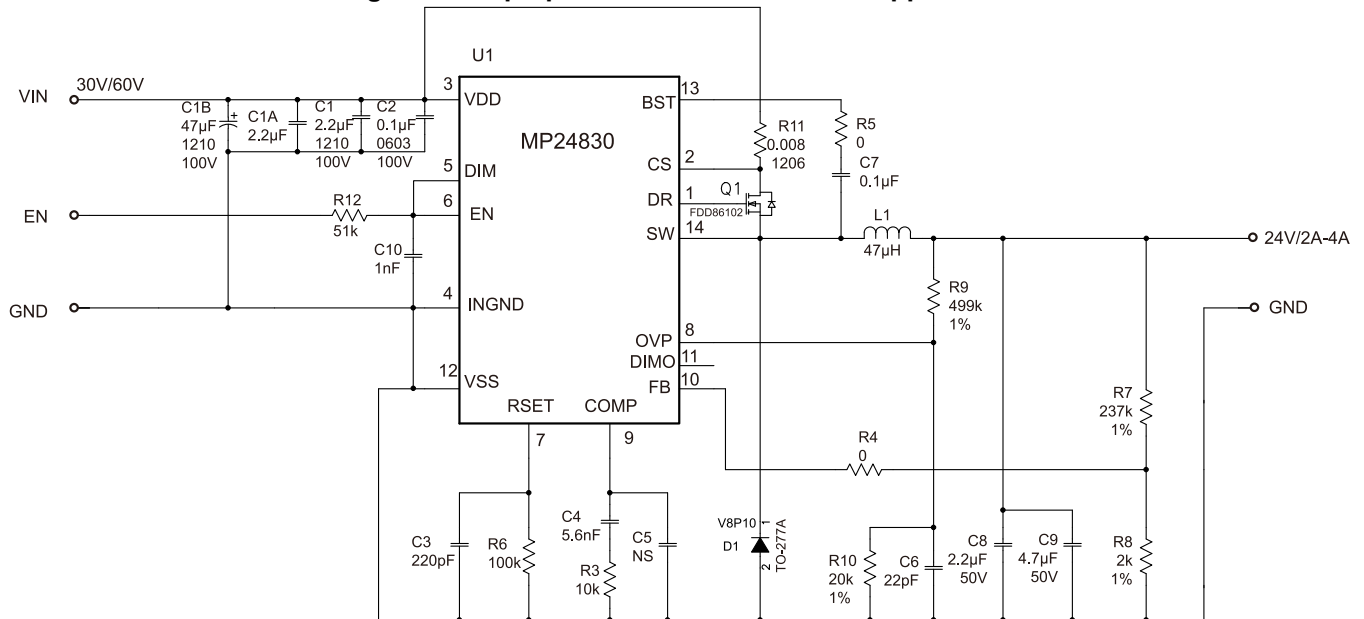 U1
VIN
30V/60V
C1B
47µF
1210
100V
C1A
2.2µF
C1
2.2µF
1210
100V
C2
0.1µF
0603
100V
3
VDD
MP24830
BST
13
R11
0.008
1206
R5
0
C7
0.1µF
5
DIM
CS
2
EN
R12
51k
6
EN
DR
1
Q1
FDD86102
SW
14
L1
47µH
24V/2A-4A
C10
1nF
GND
4
INGND
R9
499k
1%
GND
OVP
8
DIMO
11
FB
10
12
VSS
RSET
COMP
7
9
R7
237k
1%
R4
0
C3
220pF
R6
100k
C4
5.6nF
R3
10k
C5
NS
V8P10
1
D1
2
TO-277A
R10
20k
1%
C6
22pF
C8
2.2µF
50V
C9
4.7µF
50V
R8
2k
1%